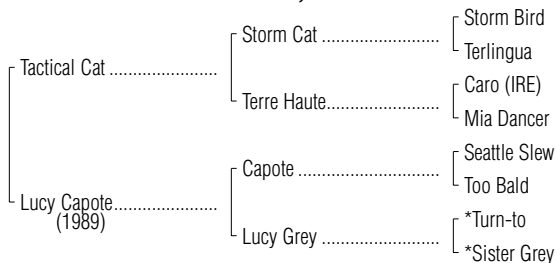 Storm Bird
Storm Cat ........................
Terlingua
Tactical Cat .......................
Caro (IRE)
Terre Haute........................
Mia Dancer
Seattle Slew
Capote ..............................
Too Bald
Lucy Capote......................
(1989)
*Turn-to
Lucy Grey .........................
*Sister Grey